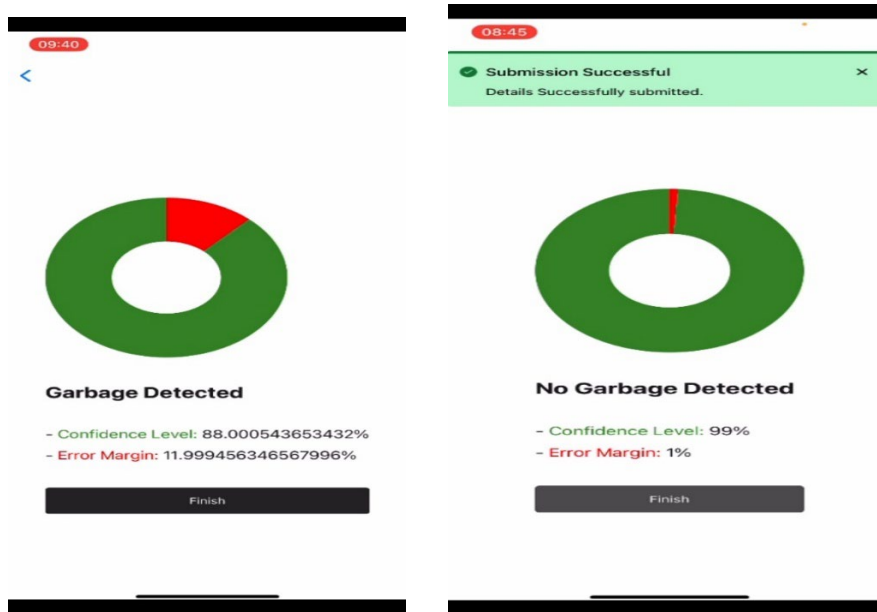 09:40
Garbage Detected
- Confidence Level: 88.000543653432%
- Error Margin: 11.999456346567996%
Finish
08:45
Submission Successful
Details Successfully submitted.
No Garbage Detected
- Confidence Level: 99%
- Error Margin: 1%
Finish